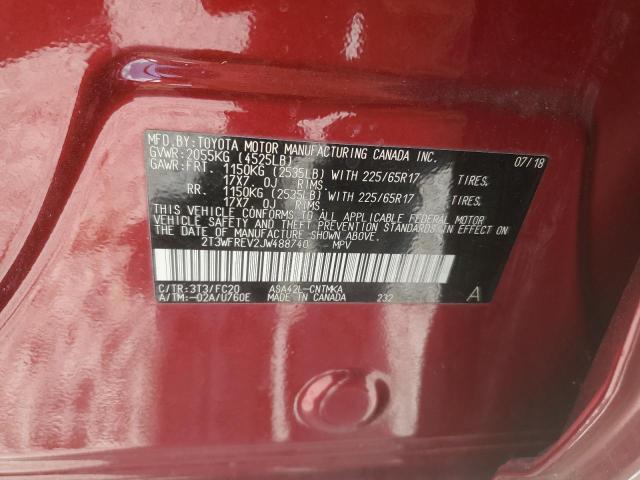 MFD.BY:TOYOTA MOTOR MANUFACTURING CANADA INC. 07/18
GVWR: 2055KG (4525LB)
GAWR: FRT. 1150KG (2535LB) WITH 225/65R17 TIRES,
17X7 0J RIMS.
RR. 1150KG (2535LB) WITH 225/65R17 TIRES,
17X7 0J RIMS.
THIS VEHICLE CONFORMS TO ALL APPLICABLE FEDERAL MOTOR
VEHICLE SAFETY AND THEFT PREVENTION STANDARDS IN EFFECT ON
THE DATE OF MANUFACTURE SHOWN ABOVE.
2T3WFREV2JW488740 MPV
C/TR:3T3/FC20 ASA42L-CNTMKA
A/TM:-02A/U760E MADE IN CANADA 232 A